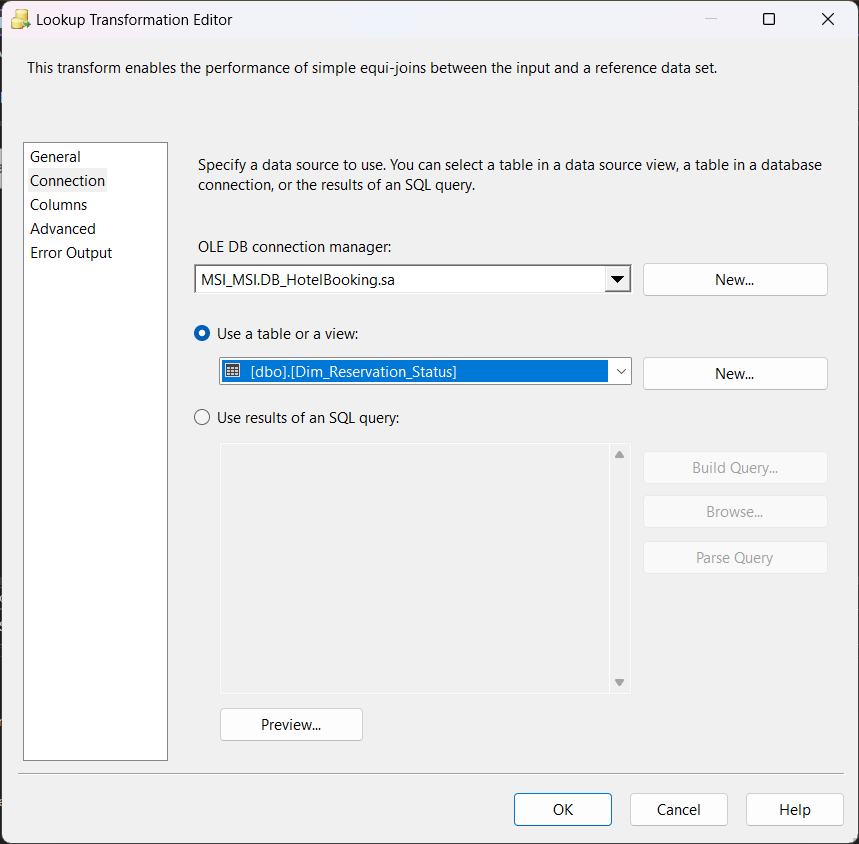 Lookup Transformation Editor
This transform enables the performance of simple equi-joins between the input and a reference data set.
General
Connection
Columns
Advanced
Error Output
Specify a data source to use. You can select a table in a data source view, a table in a database
connection, or the results of an SQL query.
OLE DB connection manager:
MSI_MSI.DB_HotelBooking.sa
New...
Use a table or a view:
[dbo].[Dim_Reservation_Status]
New...
Use results of an SQL query:
Build Query...
Browse...
Parse Query
Preview...
OK
Cancel
Help